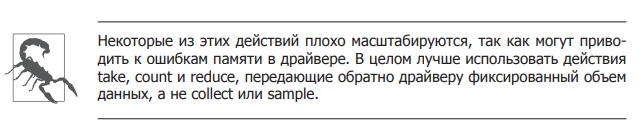 Некоторые из этих действий плохо масштабируются, так как могут приво-
дить к ошибкам памяти в драйвере. В целом лучше использовать действия
take, count и reduce, передающие обратно драйверу фиксированный объем
данных, а не collect или sample.